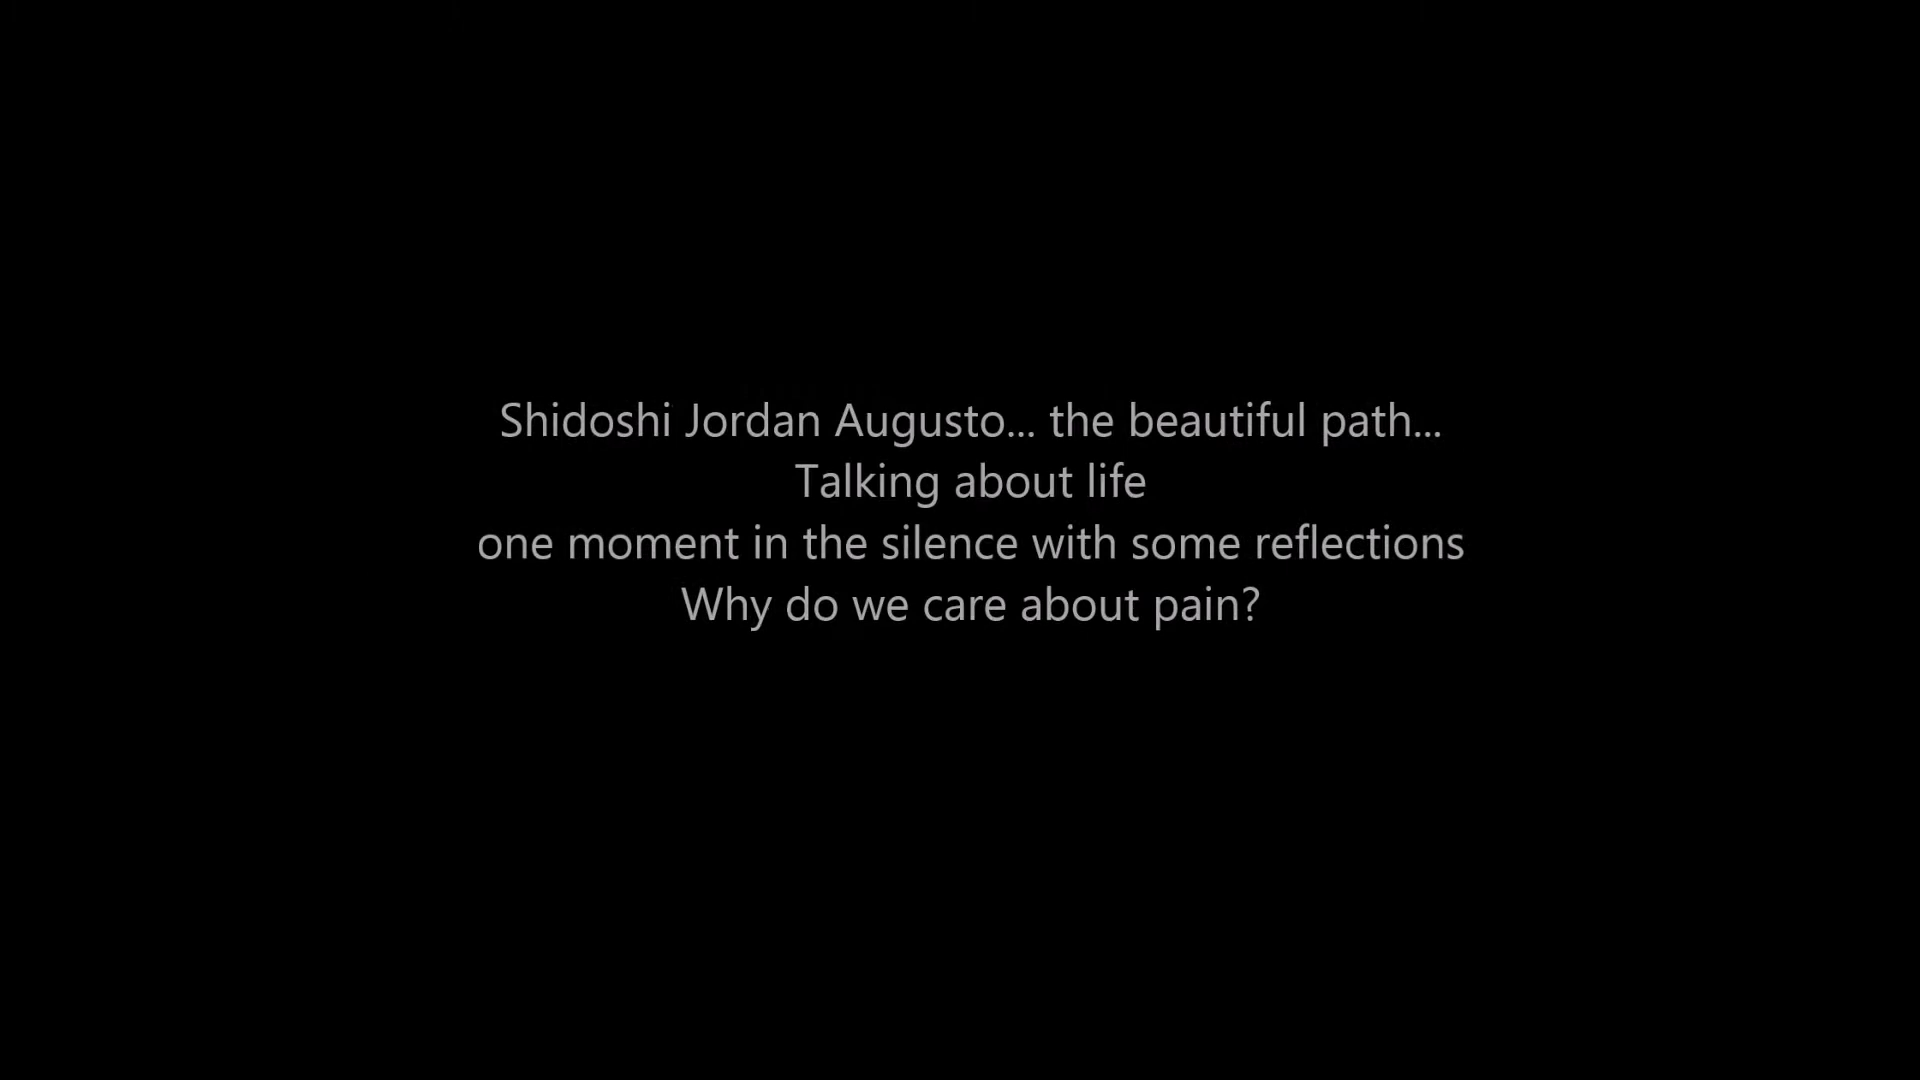 Shidoshi Jordan Augusto... the beautiful path...
Talking about life
one moment in the silence with some reflections
Why do we care about pain?